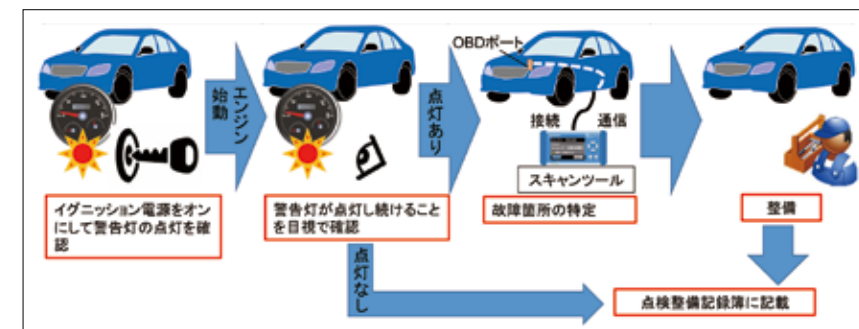 OBDポート
エンジン
始動
点灯あり
接続 通信
スキャンツール
イグニッション電源をオン
にして警告灯の点灯を確
認
警告灯が点灯し続けること
を目視で確認
故障箇所の特定
整備
点灯なし
点検整備記録簿に記載